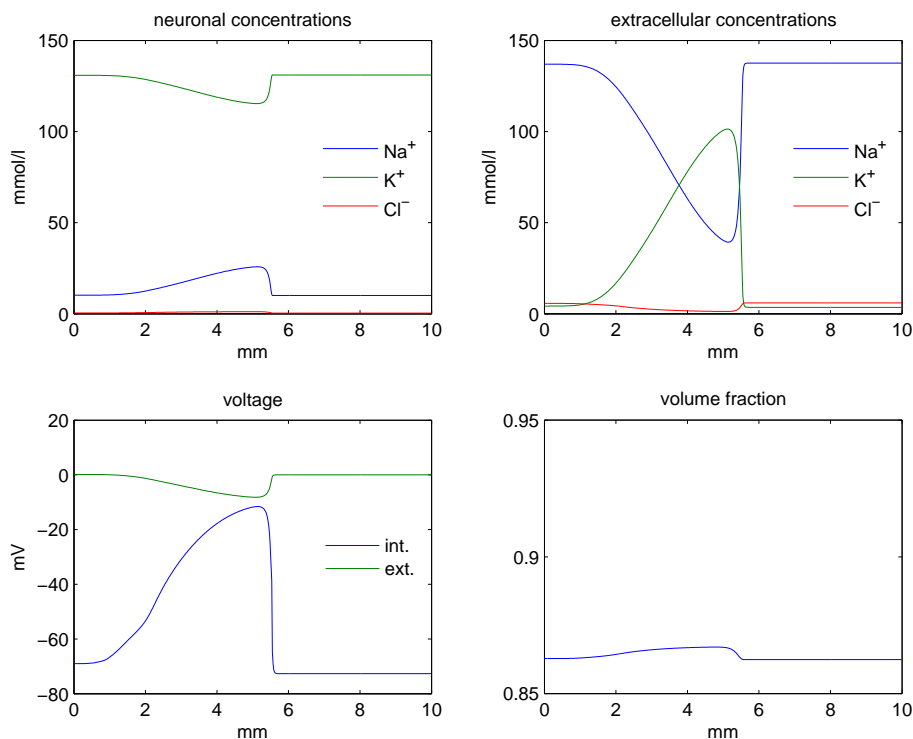 neuronal concentrations
150
100
50
0
mmol/l
Na⁺
K⁺
Cl⁻
0 2 4 6 8 10
mm
extracellular concentrations
150
100
50
0
mmol/l
Na⁺
K⁺
Cl⁻
0 2 4 6 8 10
mm
voltage
20
0
−20
−40
−60
−80
mV
int.
ext.
0 2 4 6 8 10
mm
volume fraction
0.95
0.9
0.85
0 2 4 6 8 10
mm